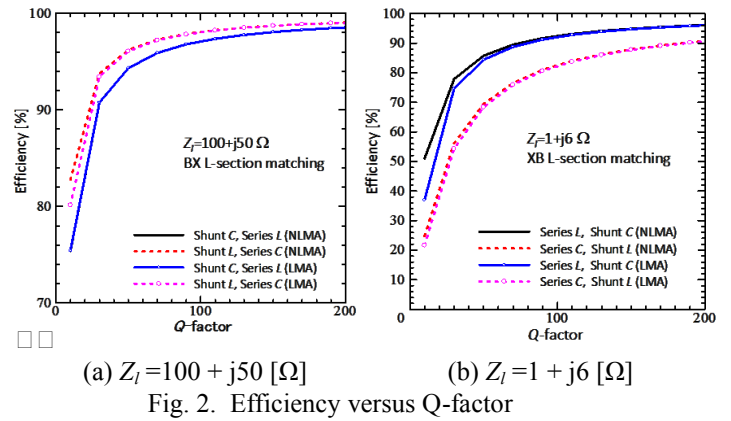 100
90
80
70
Efficiency [%]
Zl=100+j50 Ω
BX L-section matching
Shunt C, Series L (NLMA)
Shunt L, Series C (NLMA)
Shunt C, Series L (LMA)
Shunt L, Series C (LMA)
0
100
200
Q-factor
100
90
80
70
60
50
40
30
20
10
Efficiency [%]
Zl=1+j6 Ω
XB L-section matching
Series L, Shunt C (NLMA)
Series C, Shunt L (NLMA)
Series L, Shunt C (LMA)
Series C, Shunt L (LMA)
0
100
200
Q-factor
(a) Zl =100 + j50 [Ω]
(b) Zl =1 + j6 [Ω]
Fig. 2. Efficiency versus Q-factor